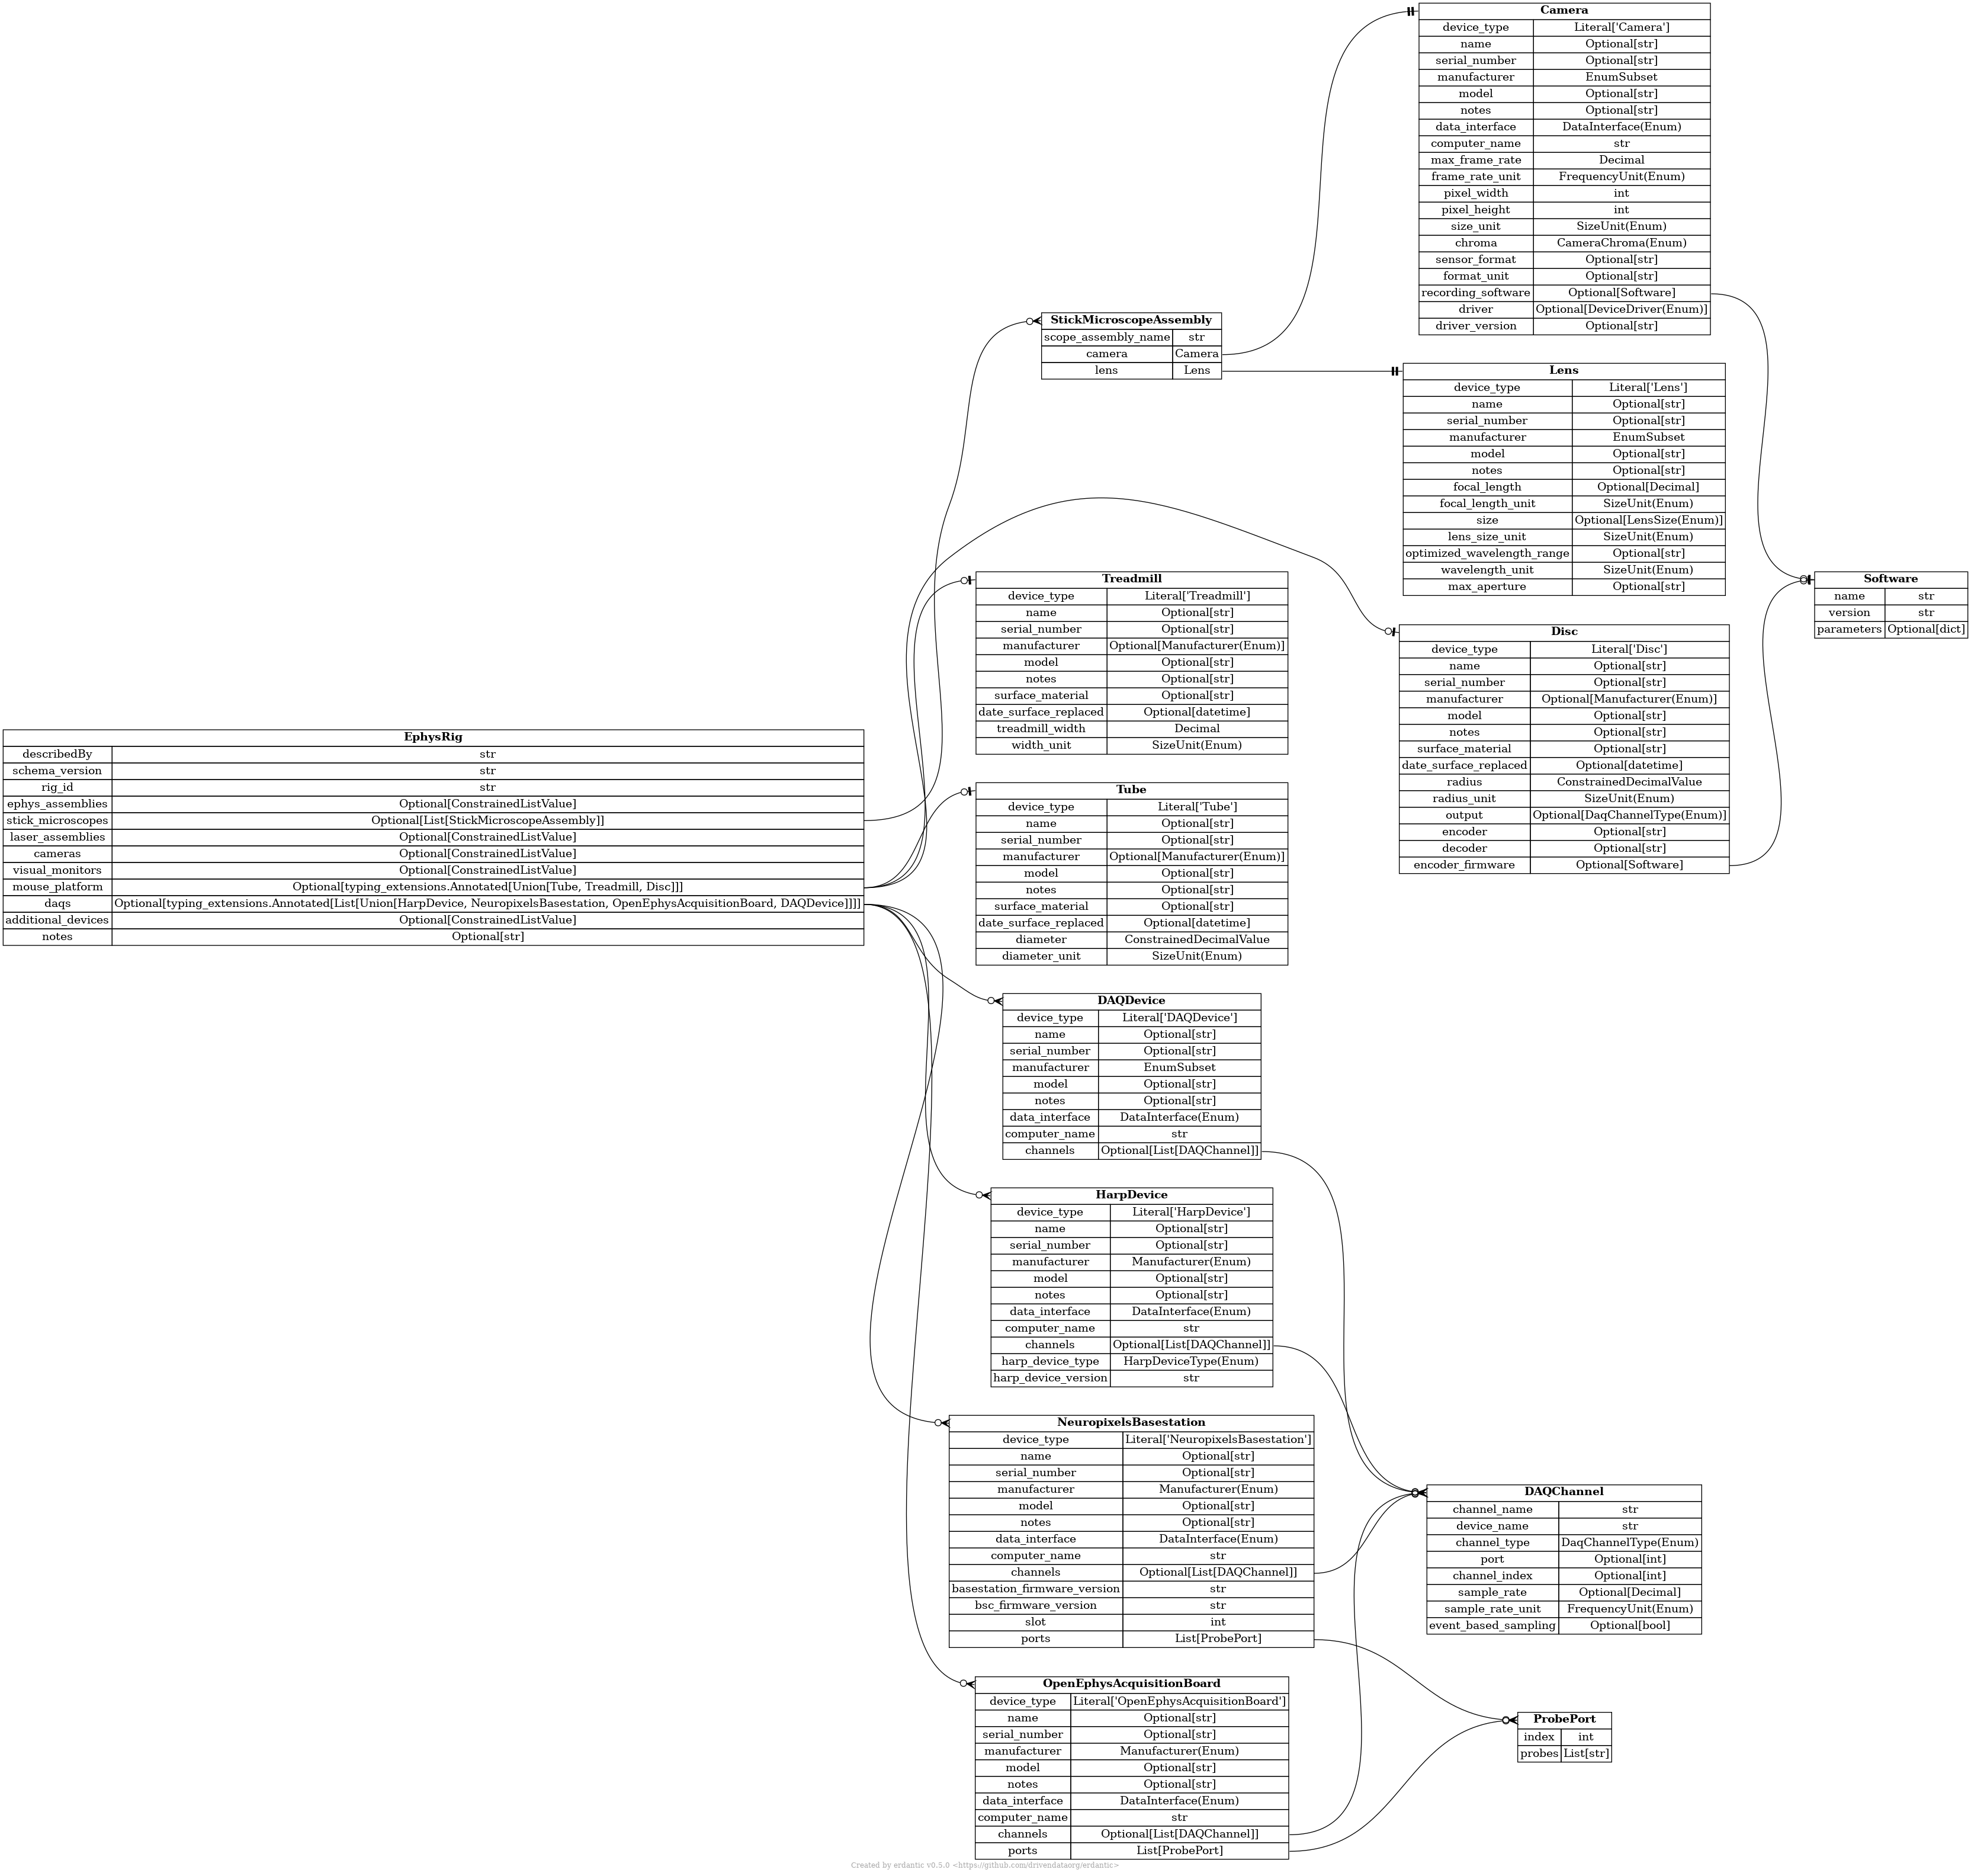 Camera
device_type Literal['Camera']
name Optional[str]
serial_number Optional[str]
manufacturer EnumSubset
model Optional[str]
notes Optional[str]
data_interface DataInterface(Enum)
computer_name str
max_frame_rate Decimal
frame_rate_unit FrequencyUnit(Enum)
pixel_width int
pixel_height int
size_unit SizeUnit(Enum)
chroma CameraChroma(Enum)
sensor_format Optional[str]
format_unit Optional[str]
recording_software Optional[Software]
driver Optional[DeviceDriver(Enum)]
driver_version Optional[str]
StickMicroscopeAssembly
scope_assembly_name str
camera Camera
lens Lens
Lens
device_type Literal['Lens']
name Optional[str]
serial_number Optional[str]
manufacturer EnumSubset
model Optional[str]
notes Optional[str]
focal_length Optional[Decimal]
focal_length_unit SizeUnit(Enum)
size Optional[LensSize(Enum)]
lens_size_unit SizeUnit(Enum)
optimized_wavelength_range Optional[str]
wavelength_unit SizeUnit(Enum)
max_aperture Optional[str]
Treadmill
device_type Literal['Treadmill']
name Optional[str]
serial_number Optional[str]
manufacturer Optional[Manufacturer(Enum)]
model Optional[str]
notes Optional[str]
surface_material Optional[str]
date_surface_replaced Optional[datetime]
treadmill_width Decimal
width_unit SizeUnit(Enum)
Software
name str
version str
parameters Optional[dict]
Disc
device_type Literal['Disc']
name Optional[str]
serial_number Optional[str]
manufacturer Optional[Manufacturer(Enum)]
model Optional[str]
notes Optional[str]
surface_material Optional[str]
date_surface_replaced Optional[datetime]
radius ConstrainedDecimalValue
radius_unit SizeUnit(Enum)
output Optional[DaqChannelType(Enum)]
encoder Optional[str]
decoder Optional[str]
encoder_firmware Optional[Software]
EphysRig
describedBy str
schema_version str
rig_id str
ephys_assemblies Optional[ConstrainedListValue]
stick_microscopes Optional[List[StickMicroscopeAssembly]]
laser_assemblies Optional[ConstrainedListValue]
cameras Optional[ConstrainedListValue]
visual_monitors Optional[ConstrainedListValue]
mouse_platform Optional[typing_extensions.Annotated[Union[Tube, Treadmill, Disc]]]
daqs Optional[typing_extensions.Annotated[List[Union[HarpDevice, NeuropixelsBasestation, OpenEphysAcquisitionBoard, DAQDevice]]]]
additional_devices Optional[ConstrainedListValue]
notes Optional[str]
Tube
device_type Literal['Tube']
name Optional[str]
serial_number Optional[str]
manufacturer Optional[Manufacturer(Enum)]
model Optional[str]
notes Optional[str]
surface_material Optional[str]
date_surface_replaced Optional[datetime]
diameter ConstrainedDecimalValue
diameter_unit SizeUnit(Enum)
DAQDevice
device_type Literal['DAQDevice']
name Optional[str]
serial_number Optional[str]
manufacturer EnumSubset
model Optional[str]
notes Optional[str]
data_interface DataInterface(Enum)
computer_name str
channels Optional[List[DAQChannel]]
HarpDevice
device_type Literal['HarpDevice']
name Optional[str]
serial_number Optional[str]
manufacturer Manufacturer(Enum)
model Optional[str]
notes Optional[str]
data_interface DataInterface(Enum)
computer_name str
channels Optional[List[DAQChannel]]
harp_device_type HarpDeviceType(Enum)
harp_device_version str
NeuropixelsBasestation
device_type Literal['NeuropixelsBasestation']
name Optional[str]
serial_number Optional[str]
manufacturer Manufacturer(Enum)
model Optional[str]
notes Optional[str]
data_interface DataInterface(Enum)
computer_name str
channels Optional[List[DAQChannel]]
basestation_firmware_version str
bsc_firmware_version str
slot int
ports List[ProbePort]
DAQChannel
channel_name str
device_name str
channel_type DaqChannelType(Enum)
port Optional[int]
channel_index Optional[int]
sample_rate Optional[Decimal]
sample_rate_unit FrequencyUnit(Enum)
event_based_sampling Optional[bool]
OpenEphysAcquisitionBoard
device_type Literal['OpenEphysAcquisitionBoard']
name Optional[str]
serial_number Optional[str]
manufacturer Manufacturer(Enum)
model Optional[str]
notes Optional[str]
data_interface DataInterface(Enum)
computer_name str
channels Optional[List[DAQChannel]]
ports List[ProbePort]
ProbePort
index int
probes List[str]
Created by erdantic v0.5.0 <https://github.com/drivendataorg/erdantic>